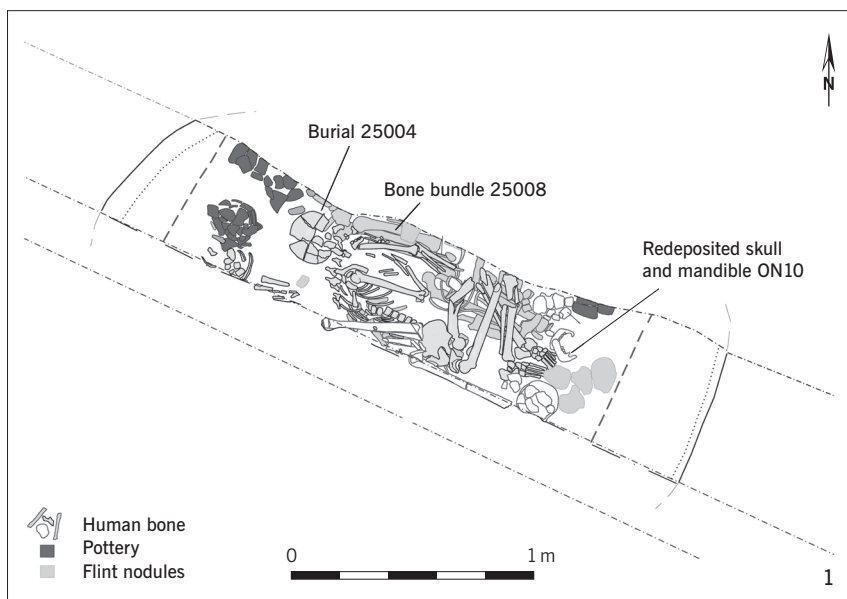 N
Burial 25004
Bone bundle 25008
Redeposited skull
and mandible ON10
Human bone
Pottery
Flint nodules
0
1 m
1